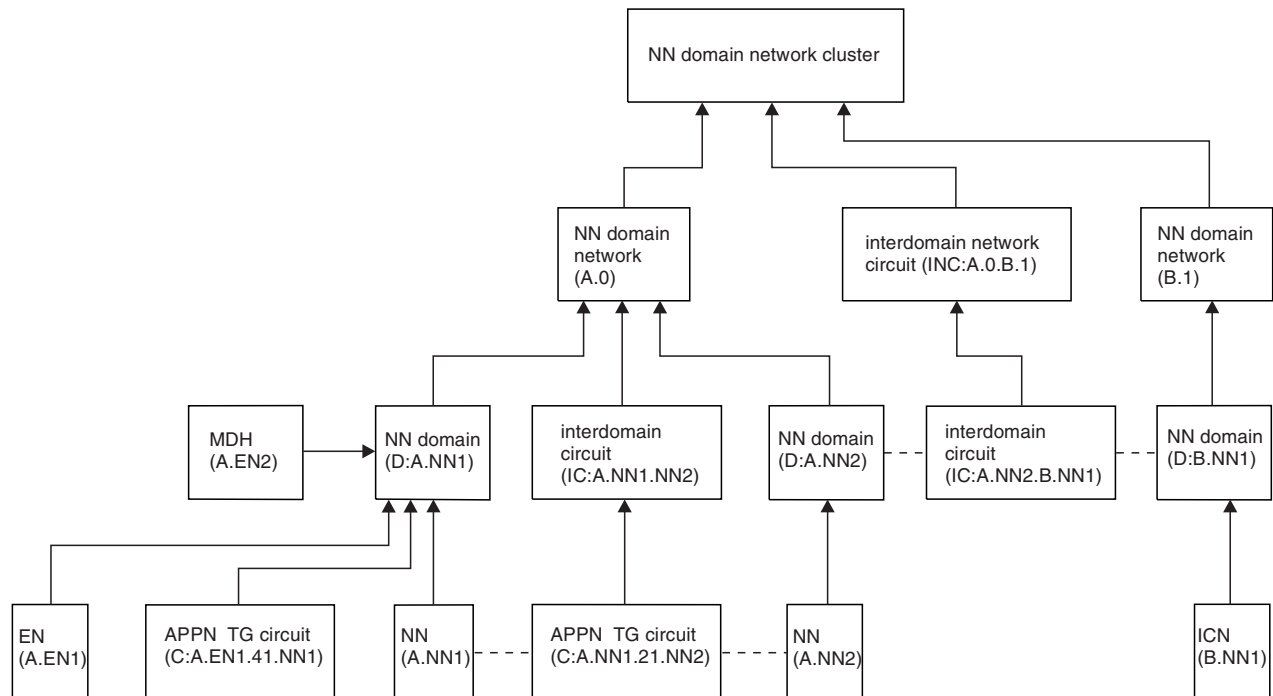 NN domain network cluster
NN domain
network
(A.0)
interdomain network
circuit (INC:A.0.B.1)
NN domain
network
(B.1)
MDH
(A.EN2)
NN domain
(D:A.NN1)
interdomain
circuit
(IC:A.NN1.NN2)
NN domain
(D:A.NN2)
interdomain
circuit
(IC:A.NN2.B.NN1)
NN domain
(D:B.NN1)
EN
(A.EN1)
APPN TG circuit
(C:A.EN1.41.NN1)
NN
(A.NN1)
APPN TG circuit
(C:A.NN1.21.NN2)
NN
(A.NN2)
ICN
(B.NN1)